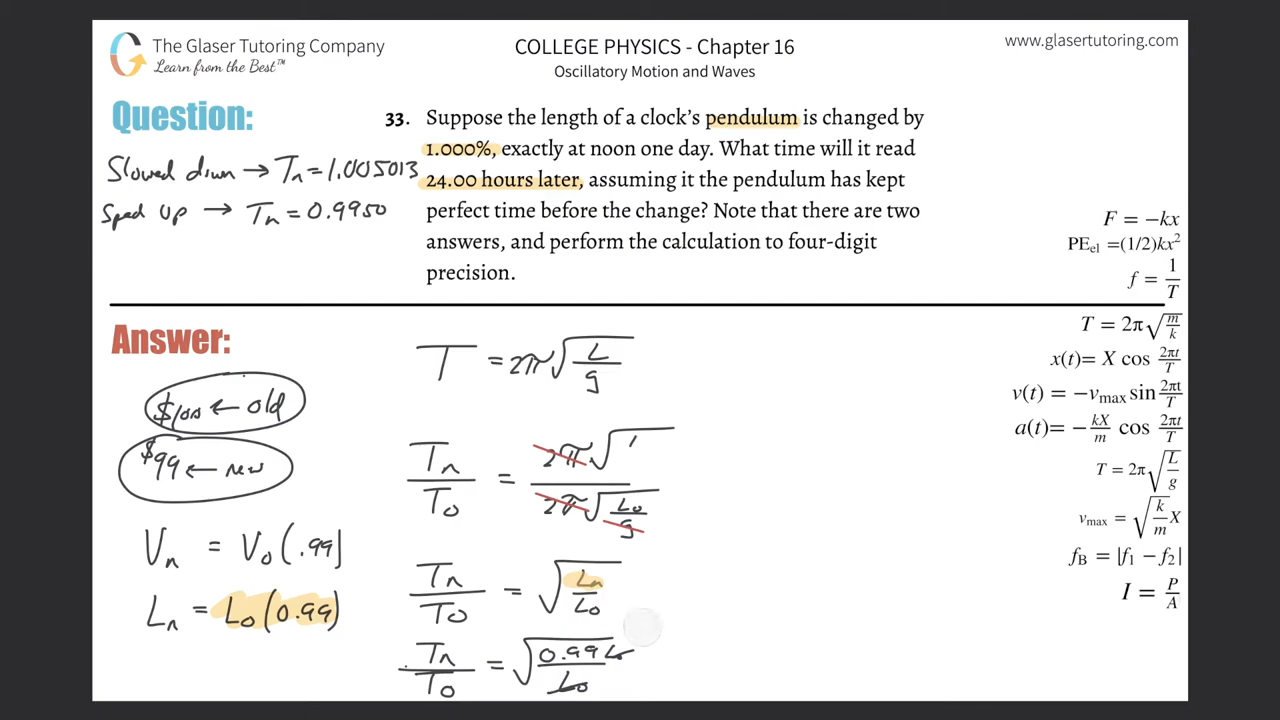 The Glaser Tutoring Company
Learn from the Best™
COLLEGE PHYSICS - Chapter 16
Oscillatory Motion and Waves
www.glasertutoring.com
Question:
Slowed down → Tn = 1.005013
Sped up → Tn = 0.9950
33. Suppose the length of a clock's pendulum is changed by
1.000%, exactly at noon one day. What time will it read
24.00 hours later, assuming it the pendulum has kept
perfect time before the change? Note that there are two
answers, and perform the calculation to four-digit
precision.
F = −kx
PEel =(1/2)kx²
f = 1/T
T = 2π√(m/k)
x(t)= X cos 2πt/T
v(t) = −vmax sin 2πt/T
a(t)= − kX/m cos 2πt/T
T = 2π√(L/g)
vmax = √(k/m)X
fB = |f1 − f2|
I = P/A
Answer:
$100 ← old
$99 ← new
Vn = Vo(.99)
Ln = Lo(0.99)
T = 2π√(L/g)
Tn/To = 2π√/2π√(Lo/g)
Tn/To = √(Ln/Lo)
Tn/To = √(0.99Lo/Lo)